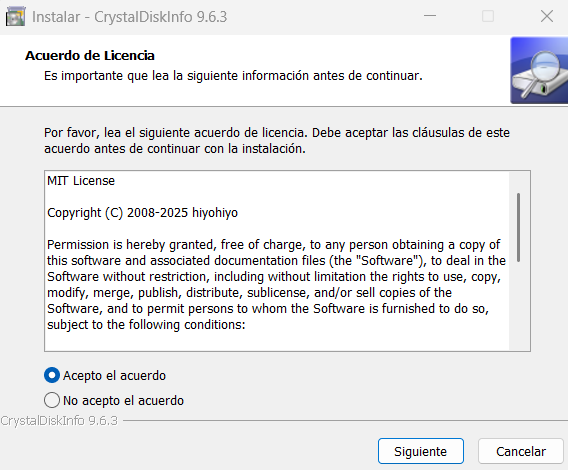 Instalar - CrystalDiskInfo 9.6.3
Acuerdo de Licencia
Es importante que lea la siguiente información antes de continuar.
Por favor, lea el siguiente acuerdo de licencia. Debe aceptar las cláusulas de este
acuerdo antes de continuar con la instalación.
MIT License
Copyright (C) 2008-2025 hiyohiyo
Permission is hereby granted, free of charge, to any person obtaining a copy of
this software and associated documentation files (the "Software"), to deal in the
Software without restriction, including without limitation the rights to use, copy,
modify, merge, publish, distribute, sublicense, and/or sell copies of the
Software, and to permit persons to whom the Software is furnished to do so,
subject to the following conditions:
Acepto el acuerdo
No acepto el acuerdo
CrystalDiskInfo 9.6.3
Siguiente
Cancelar